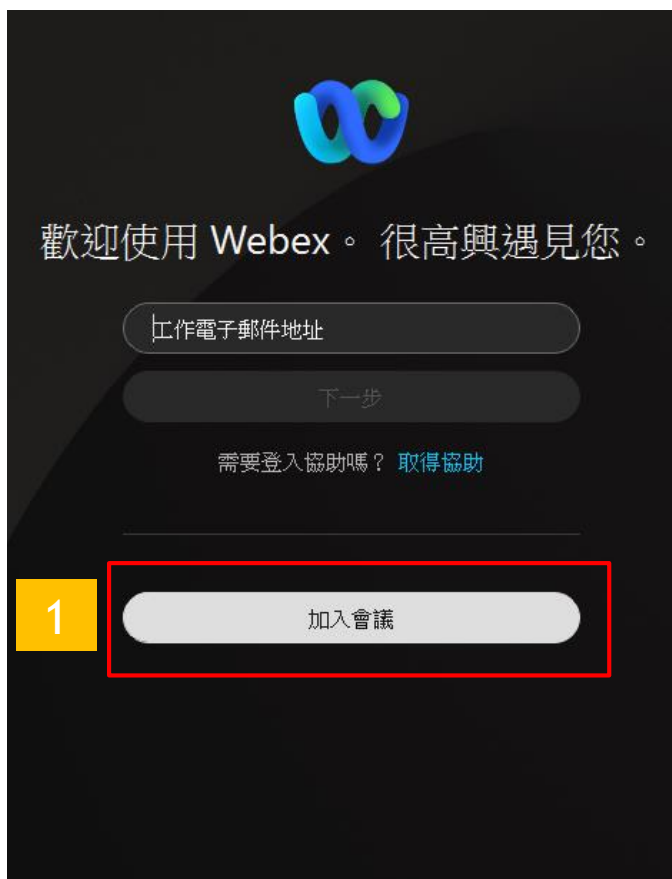 歡迎使用 Webex。 很高興遇見您。
工作電子郵件地址
下一步
需要登入協助嗎？ 取得協助
1
加入會議